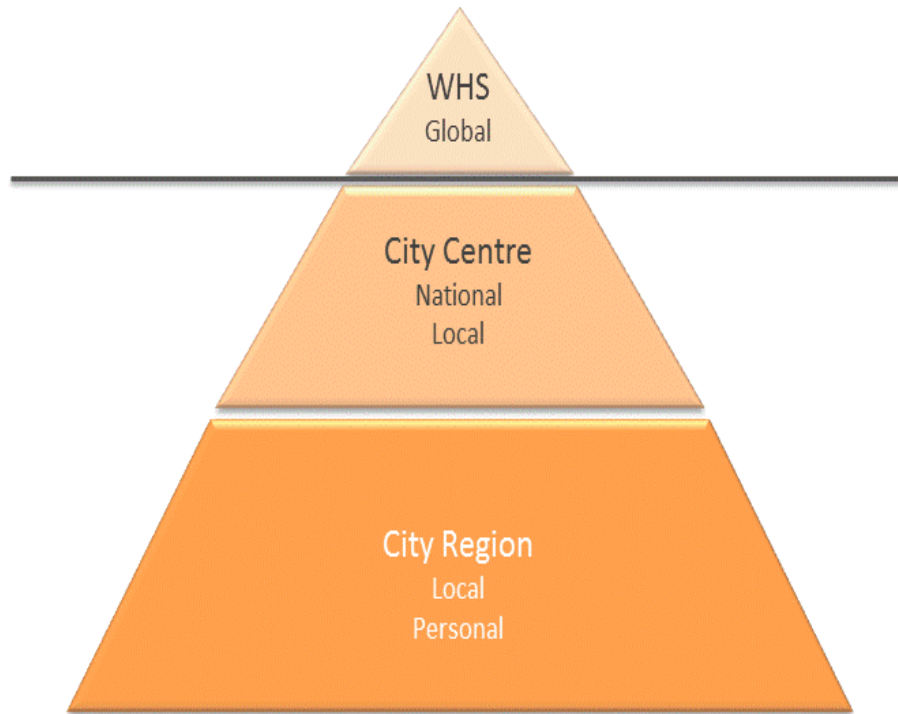 WHS
Global
City Centre
National
Local
City Region
Local
Personal